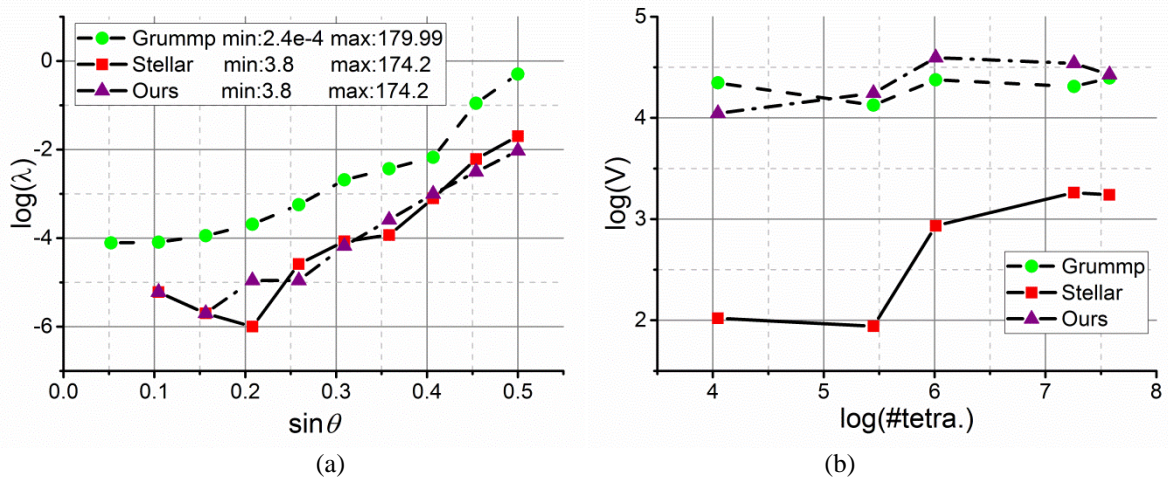 Grummp min:2.4e-4 max:179.99
Stellar min:3.8 max:174.2
Ours min:3.8 max:174.2
0
-2
-4
-6
log(λ)
0.0 0.1 0.2 0.3 0.4 0.5
sinθ
(a)
5
4
3
2
log(V)
Grummp
Stellar
Ours
4 5 6 7 8
log(#tetra.)
(b)